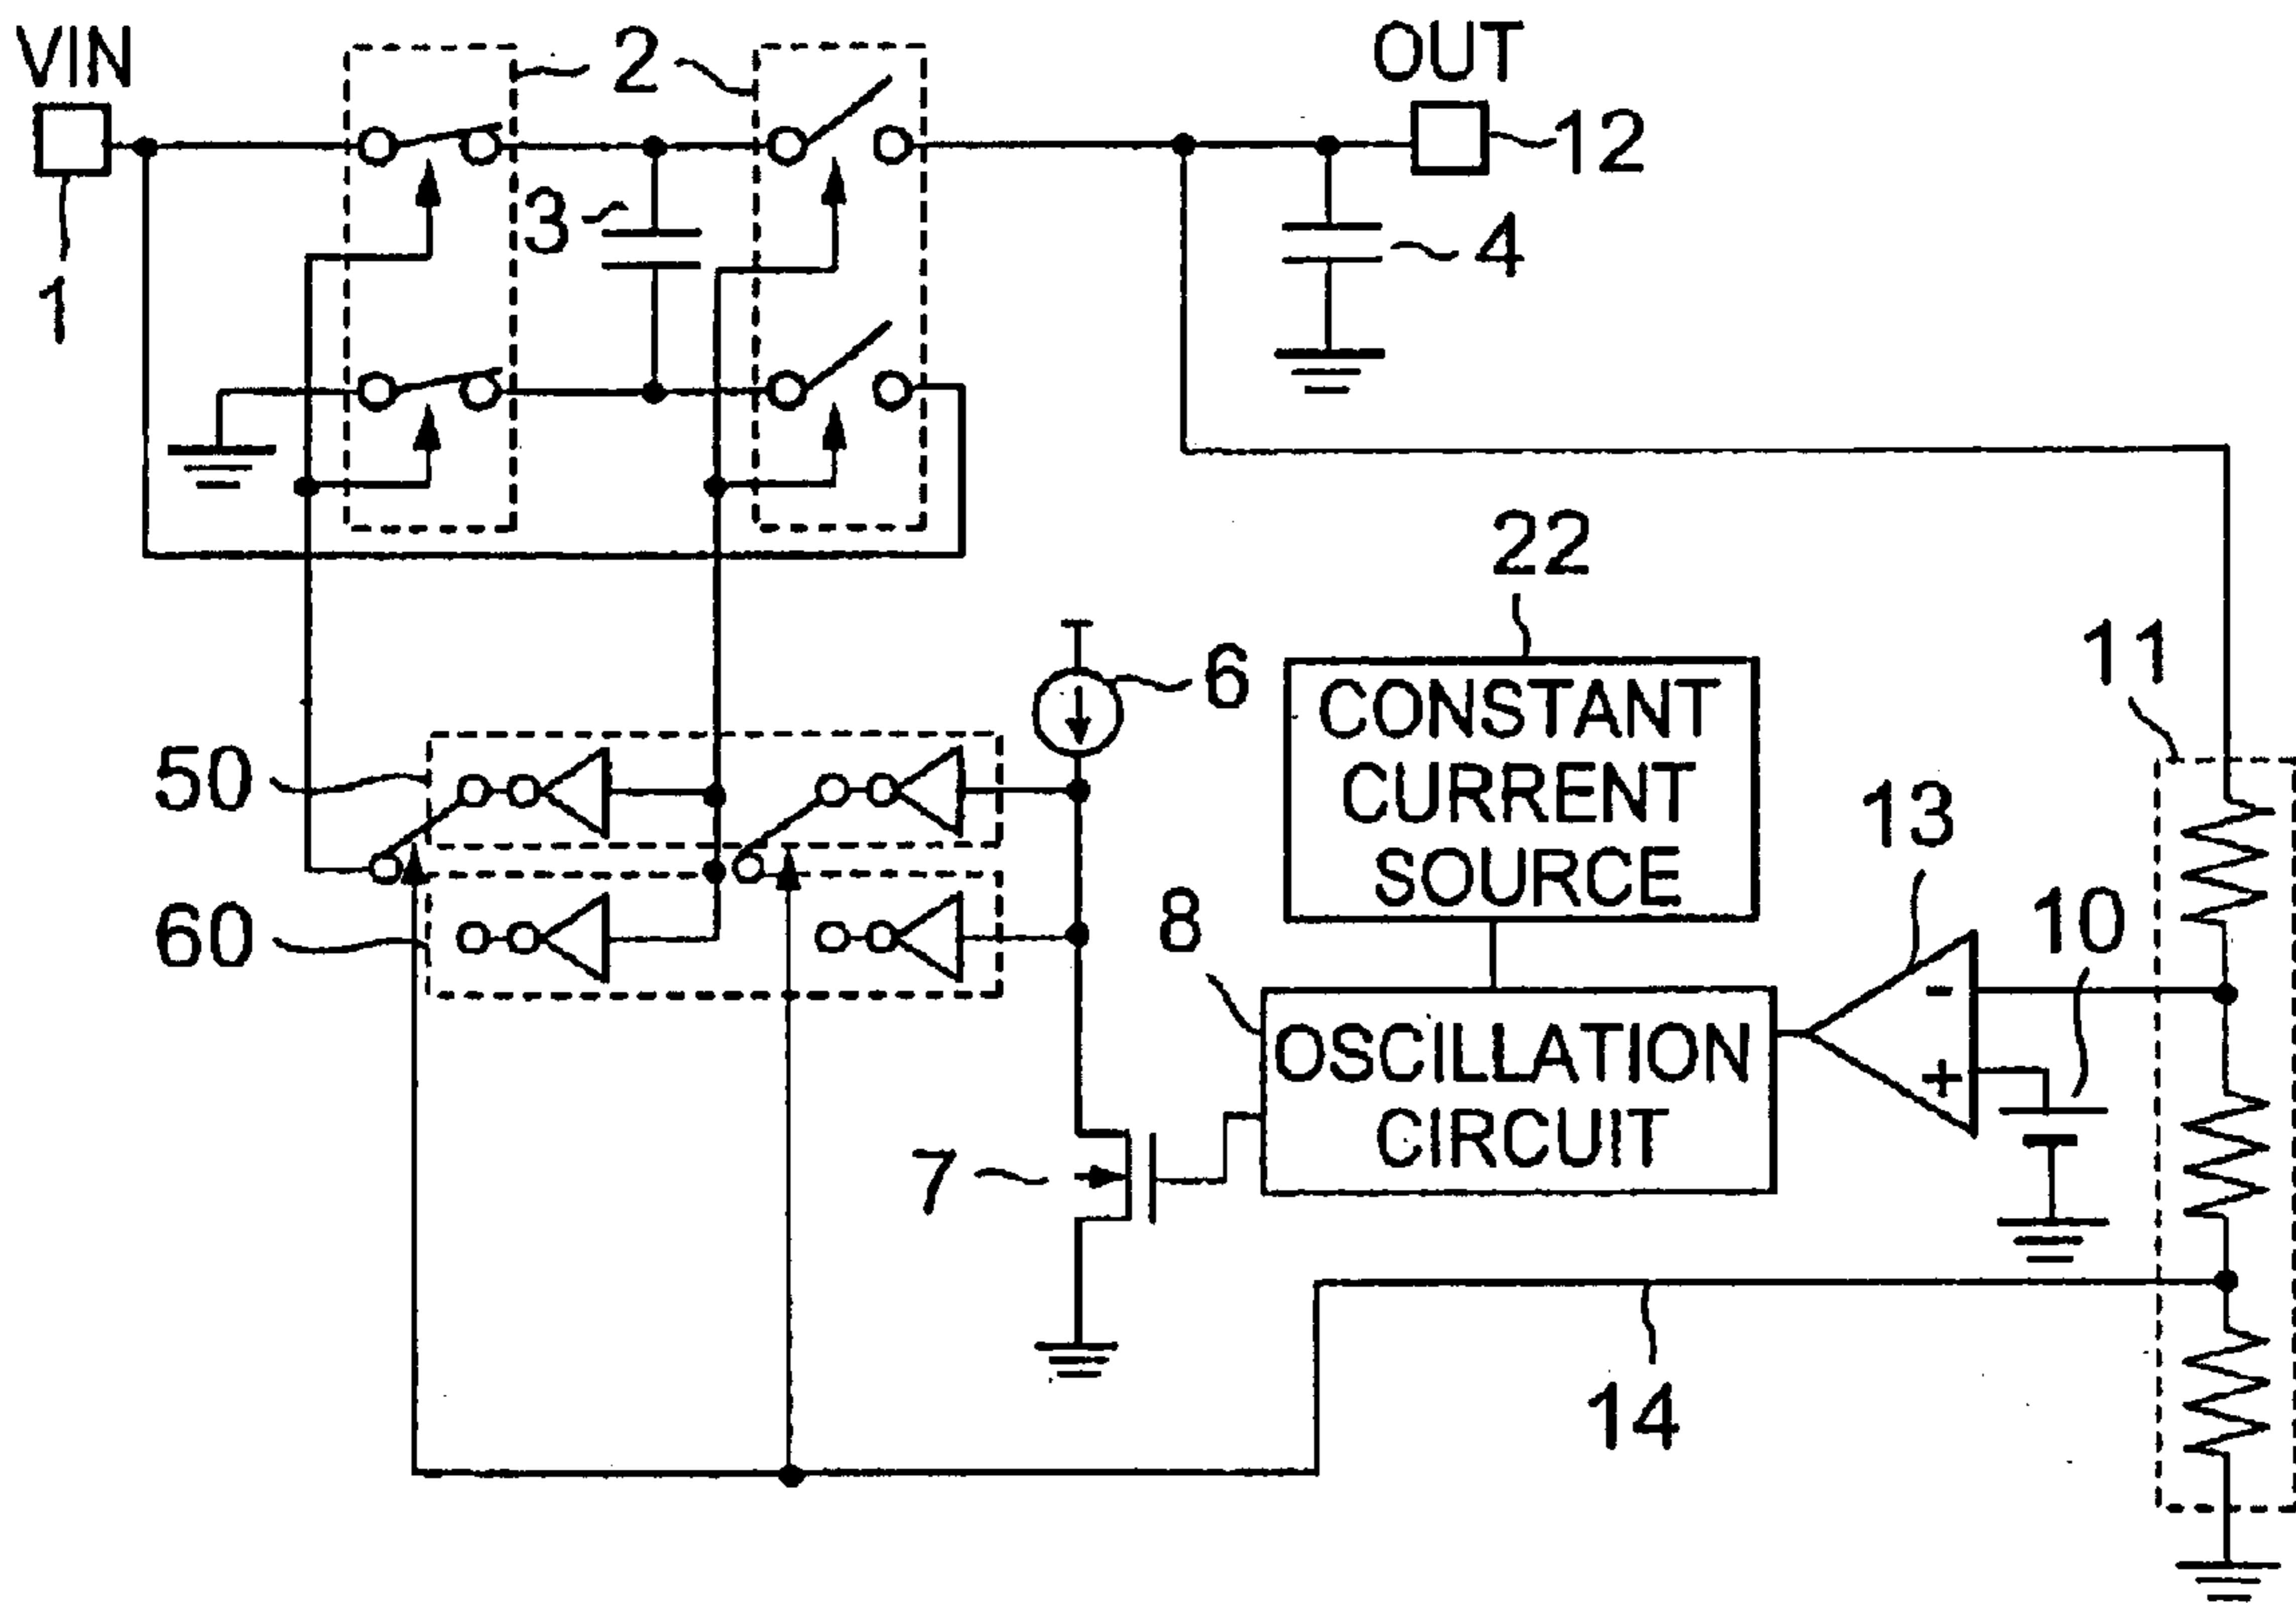 VIN
2
OUT
12
3
4
1
22
6
CONSTANT
CURRENT
SOURCE
11
50
13
60
8
10
OSCILLATION
CIRCUIT
-
+
7
14